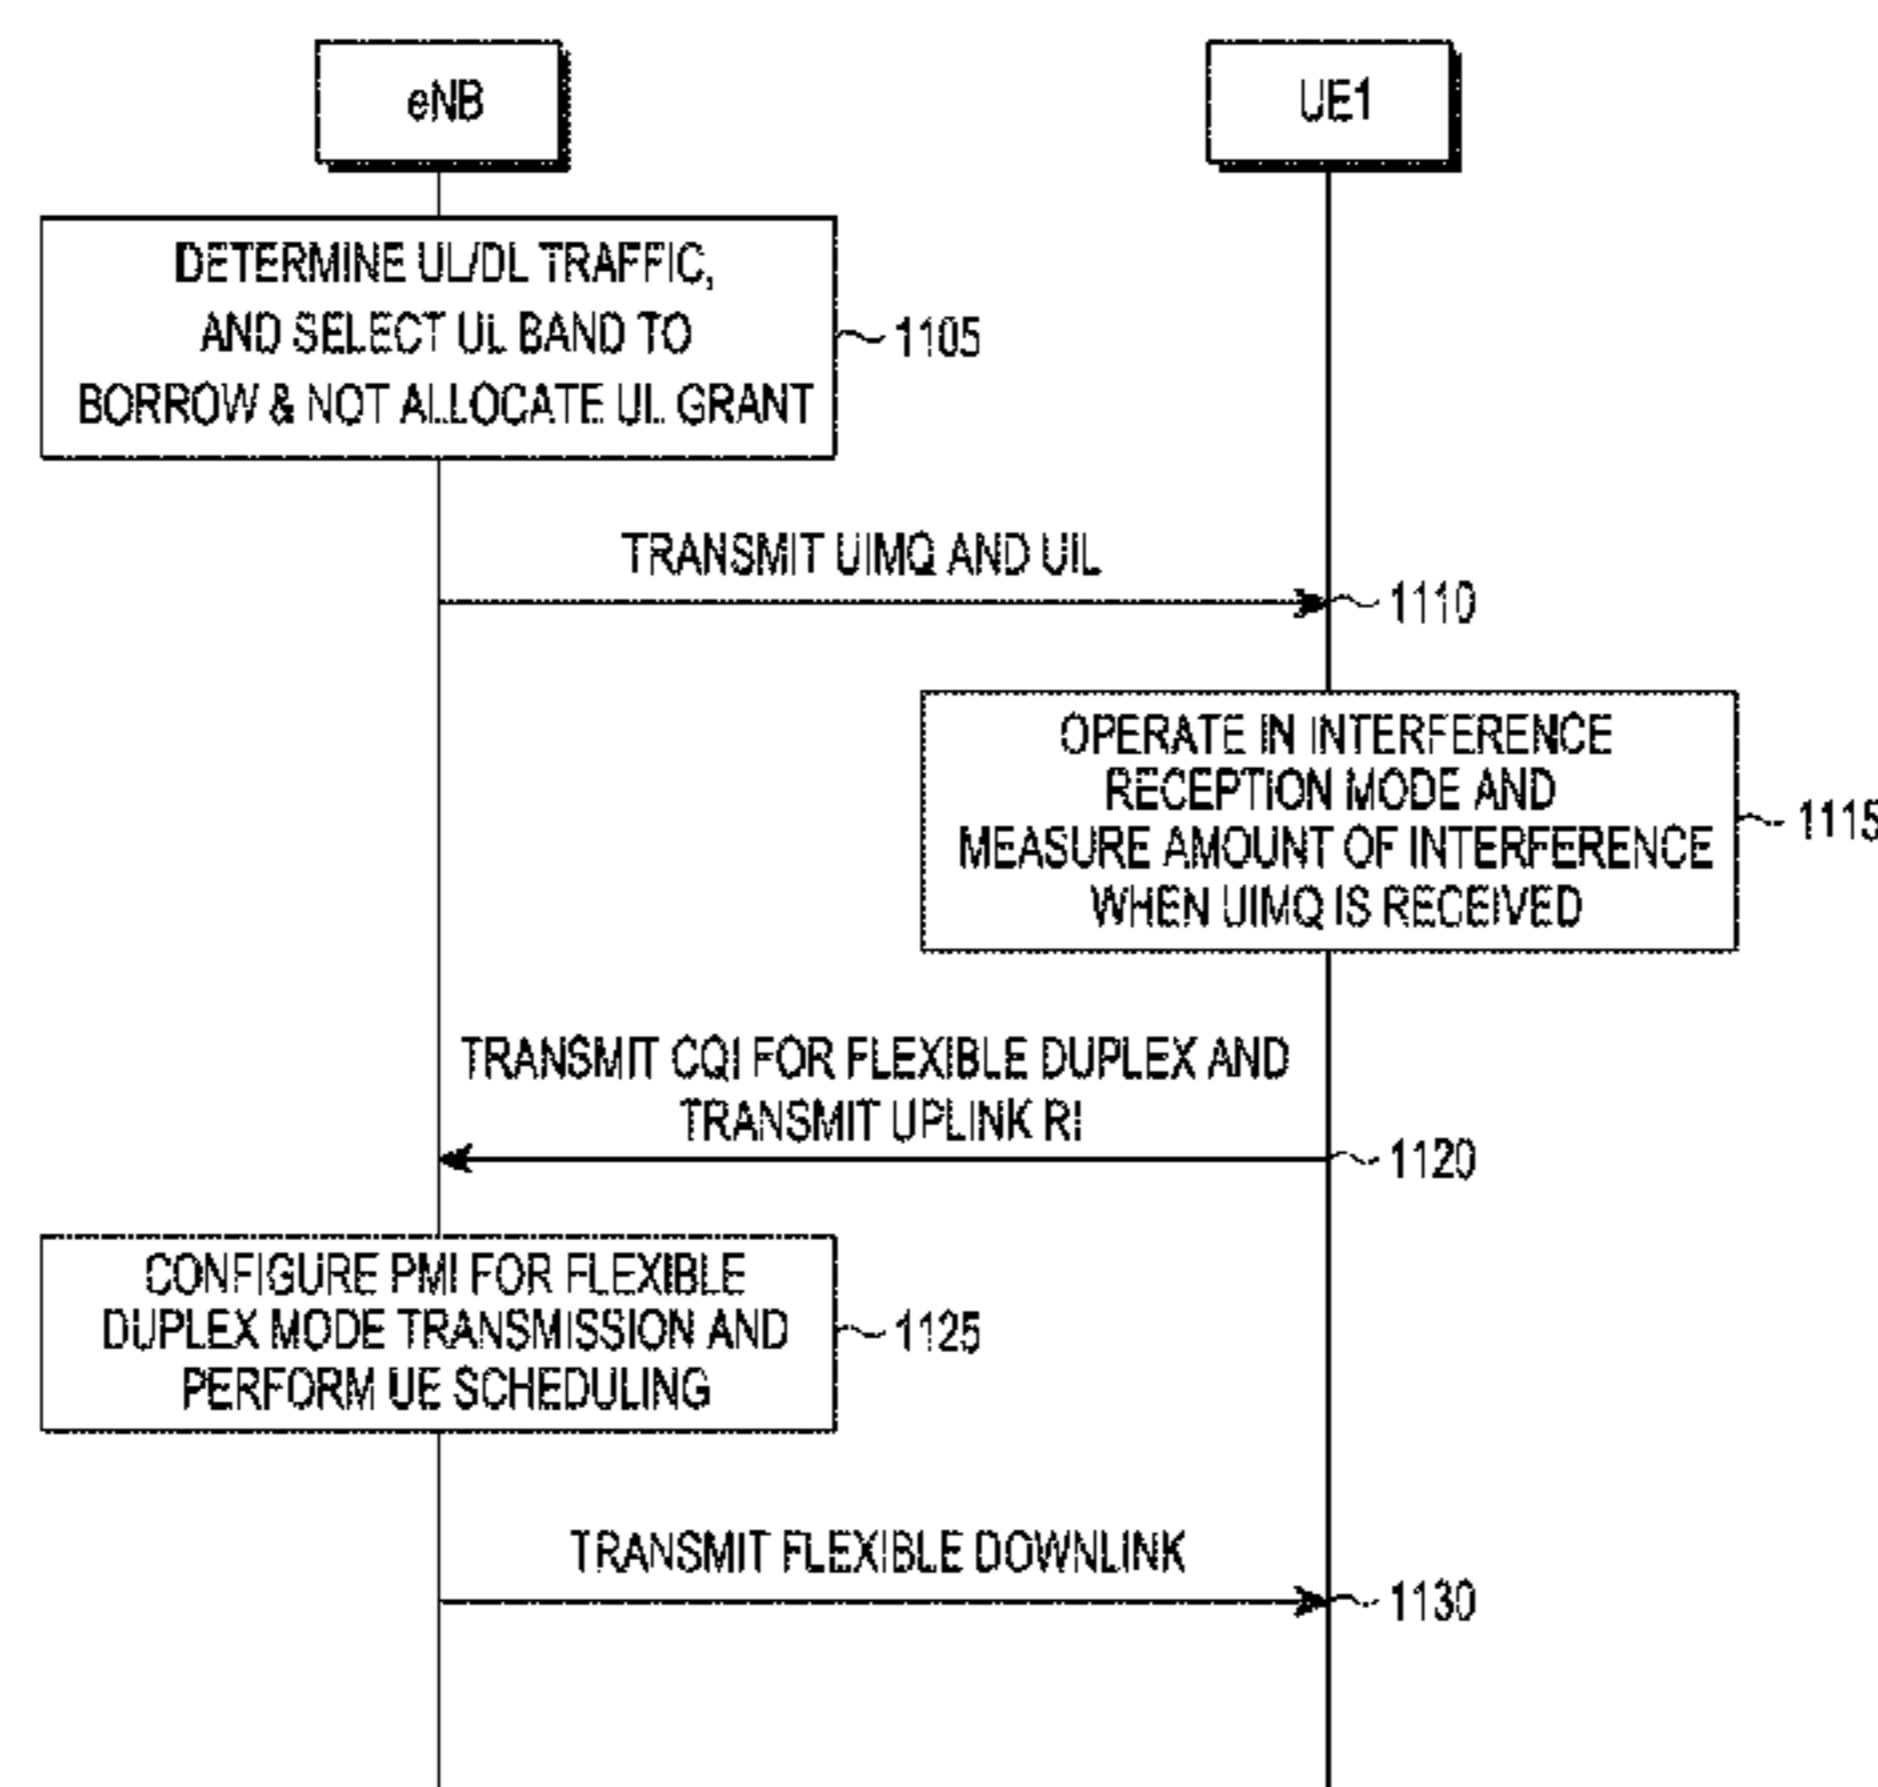 eNB
UE1
DETERMINE UL/DL TRAFFIC,
AND SELECT UL BAND TO
BORROW & NOT ALLOCATE UL GRANT
1105
TRANSMIT UIMQ AND UIL
1110
OPERATE IN INTERFERENCE
RECEPTION MODE AND
MEASURE AMOUNT OF INTERFERENCE
WHEN UIMQ IS RECEIVED
1115
TRANSMIT CQI FOR FLEXIBLE DUPLEX AND
TRANSMIT UPLINK RI
1120
CONFIGURE PMI FOR FLEXIBLE
DUPLEX MODE TRANSMISSION AND
PERFORM UE SCHEDULING
1125
TRANSMIT FLEXIBLE DOWNLINK
1130